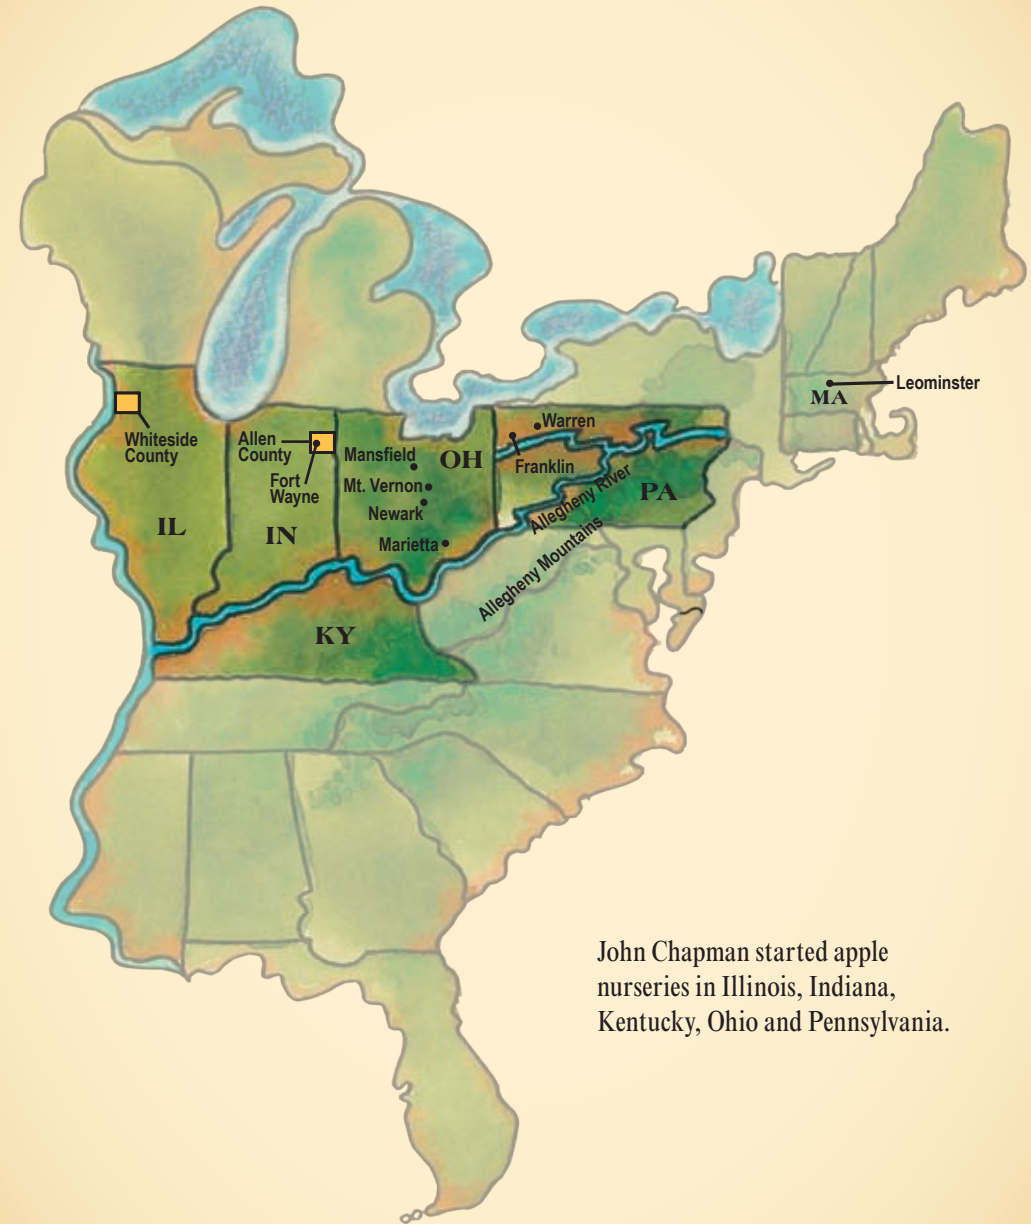 Leominster
MA
Warren
Franklin
Whiteside
County
Allen
County
Fort
Wayne
Mansfield
OH
Mt. Vernon
Newark
Marietta
PA
Allegheny River
Allegheny Mountains
IL
IN
KY
John Chapman started apple
nurseries in Illinois, Indiana,
Kentucky, Ohio and Pennsylvania.